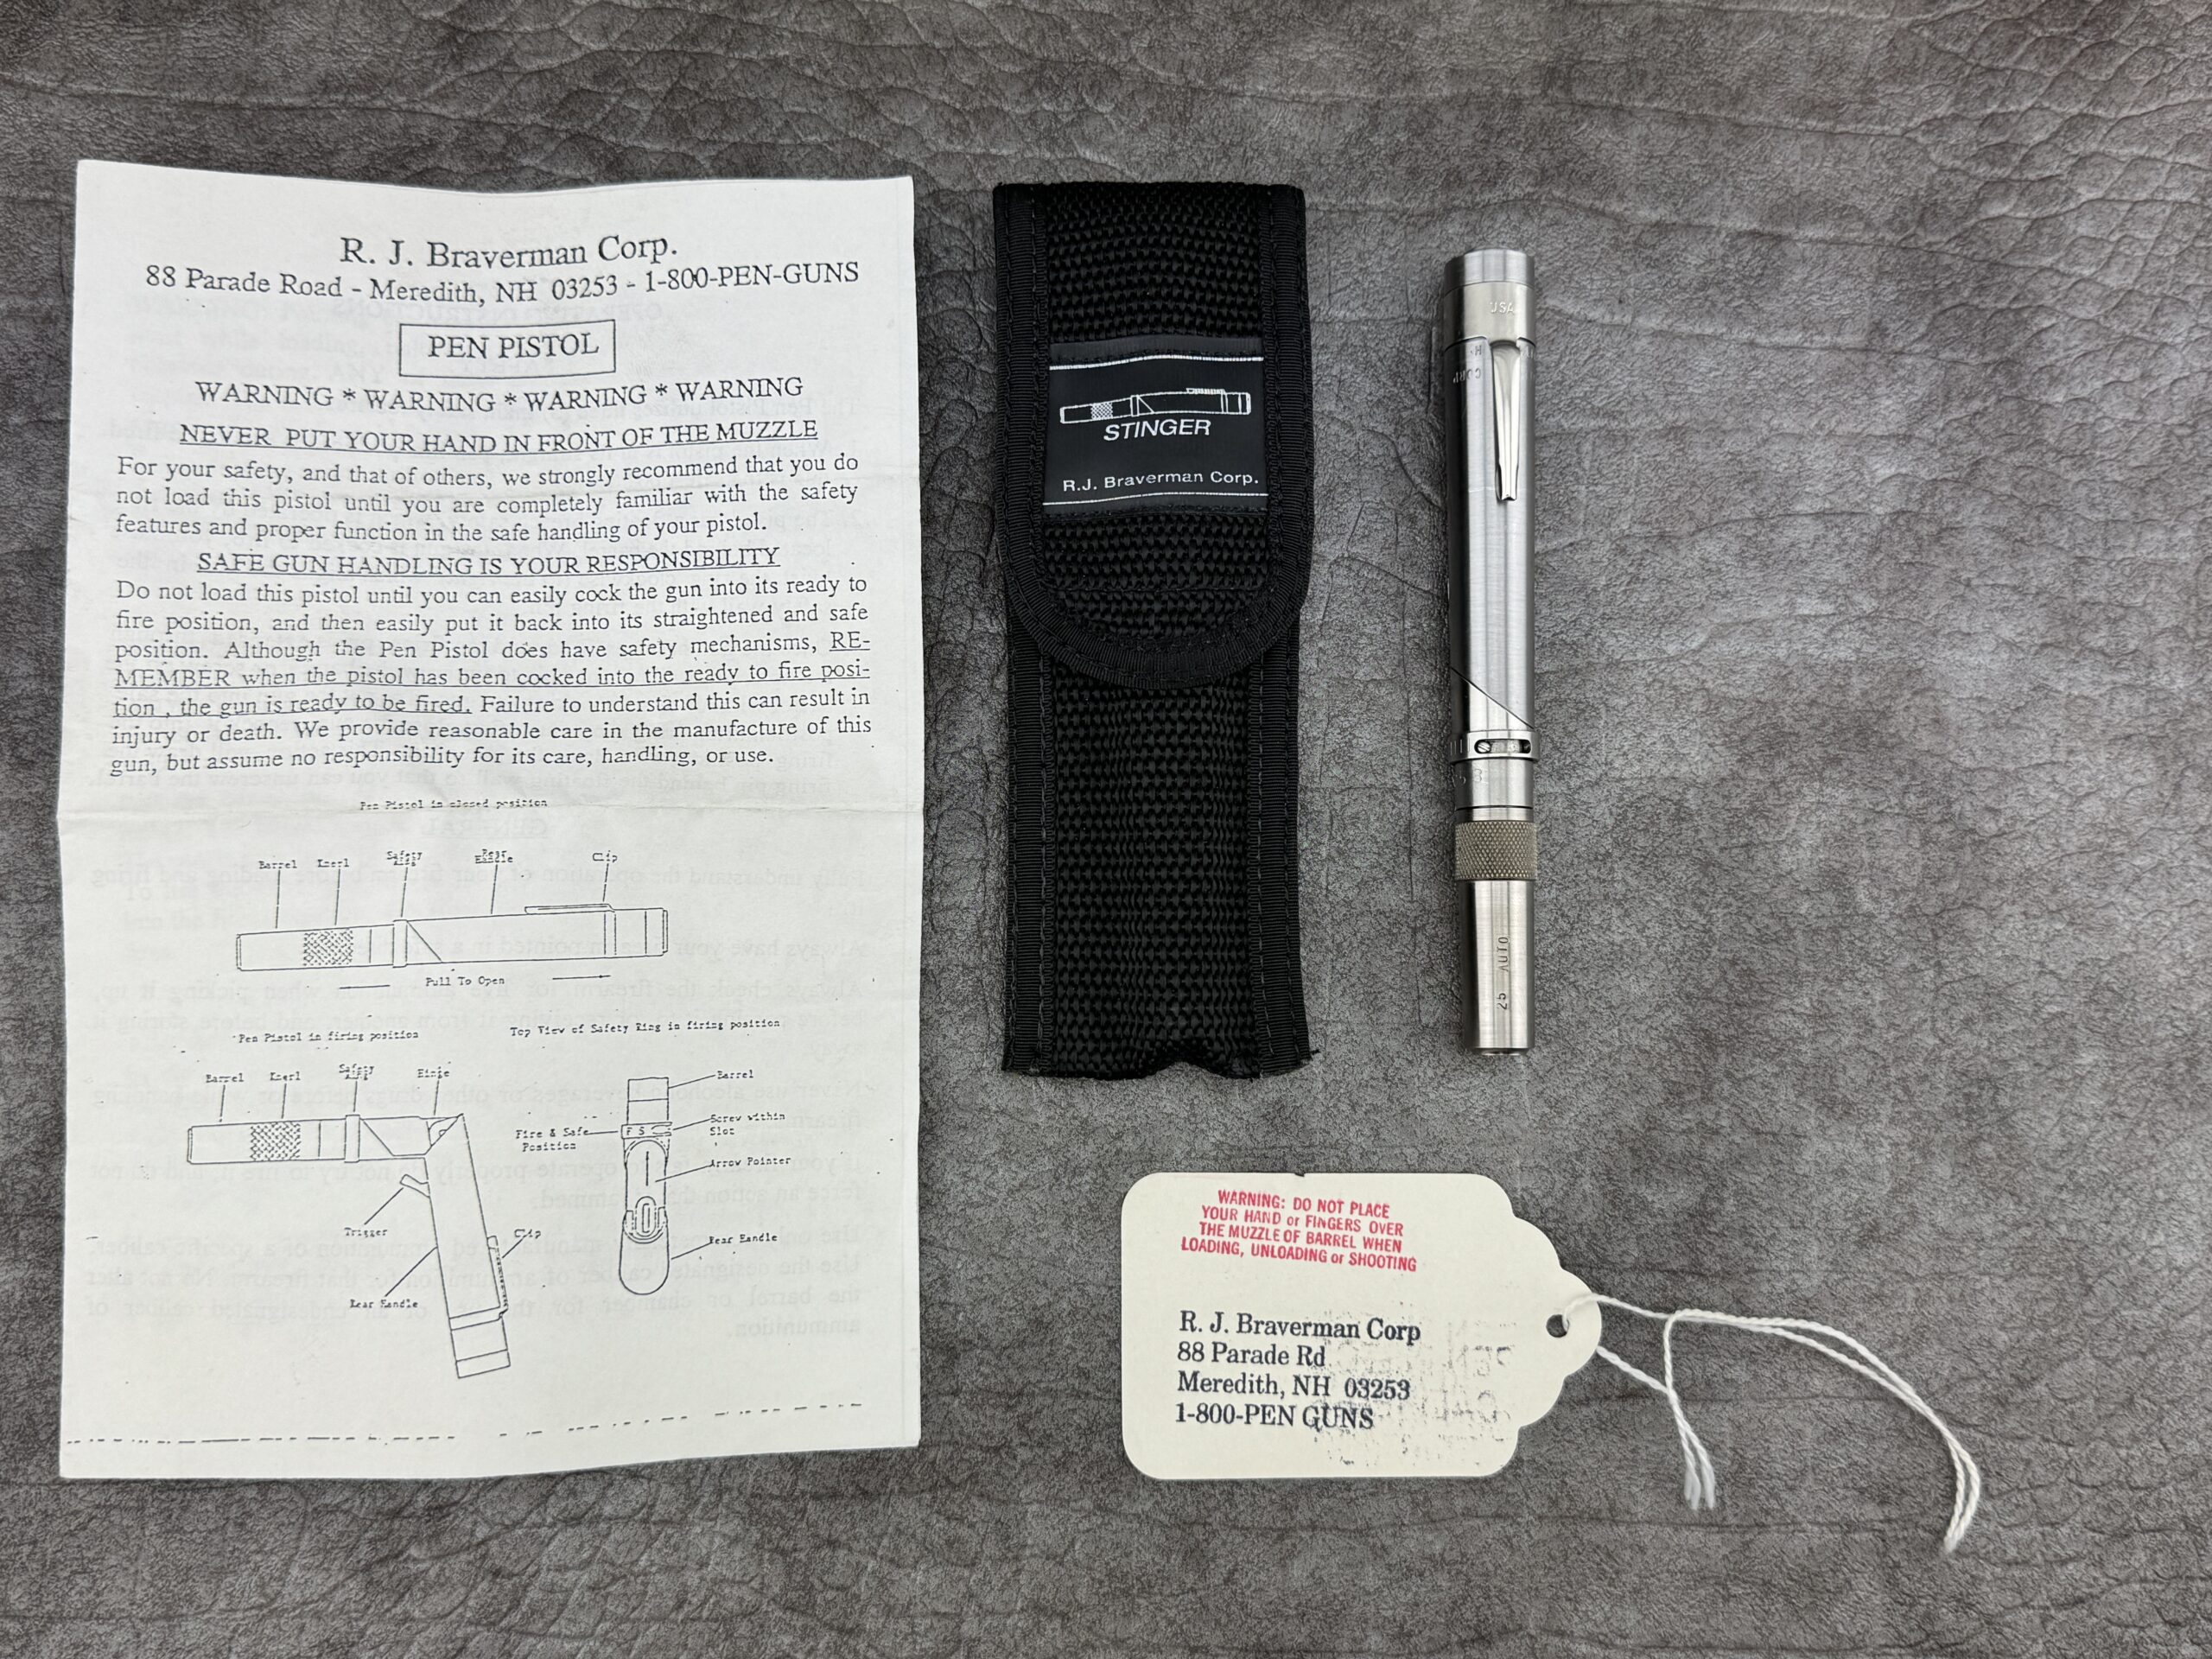 R. J. Braverman Corp.
88 Parade Road - Meredith, NH 03253 - 1-800-PEN-GUNS
PEN PISTOL
WARNING * WARNING * WARNING * WARNING
NEVER PUT YOUR HAND IN FRONT OF THE MUZZLE
For your safety, and that of others, we strongly recommend that you do
not load this pistol until you are completely familiar with the safety
features and proper function in the safe handling of your pistol.
SAFE GUN HANDLING IS YOUR RESPONSIBILITY
Do not load this pistol until you can easily cock the gun into its ready to
fire position, and then easily put it back into its straightened and safe
position. Although the Pen Pistol does have safety mechanisms, RE-
MEMBER when the pistol has been cocked into the ready to fire posi-
tion , the gun is ready to be fired. Failure to understand this can result in
injury or death. We provide reasonable care in the manufacture of this
gun, but assume no responsibility for its care, handling, or use.
Pen Pistol in closed position
Barrel
Safety
Clip
Pull To Open
Pen Pistol in firing position
Top View of Safety Ring in firing position
Barrel
Safety
Trigger
Clip
Rear Handle
Barrel
Fire & Safe
Position
F S
Screw within
Slot
Arrow Pointer
Rear Handle
STINGER
R.J. Braverman Corp.
USA
CORP
25 AUTO
WARNING: DO NOT PLACE
YOUR HAND or FINGERS OVER
THE MUZZLE OF BARREL WHEN
LOADING, UNLOADING or SHOOTING
R. J. Braverman Corp
88 Parade Rd
Meredith, NH 03253
1-800-PEN GUNS